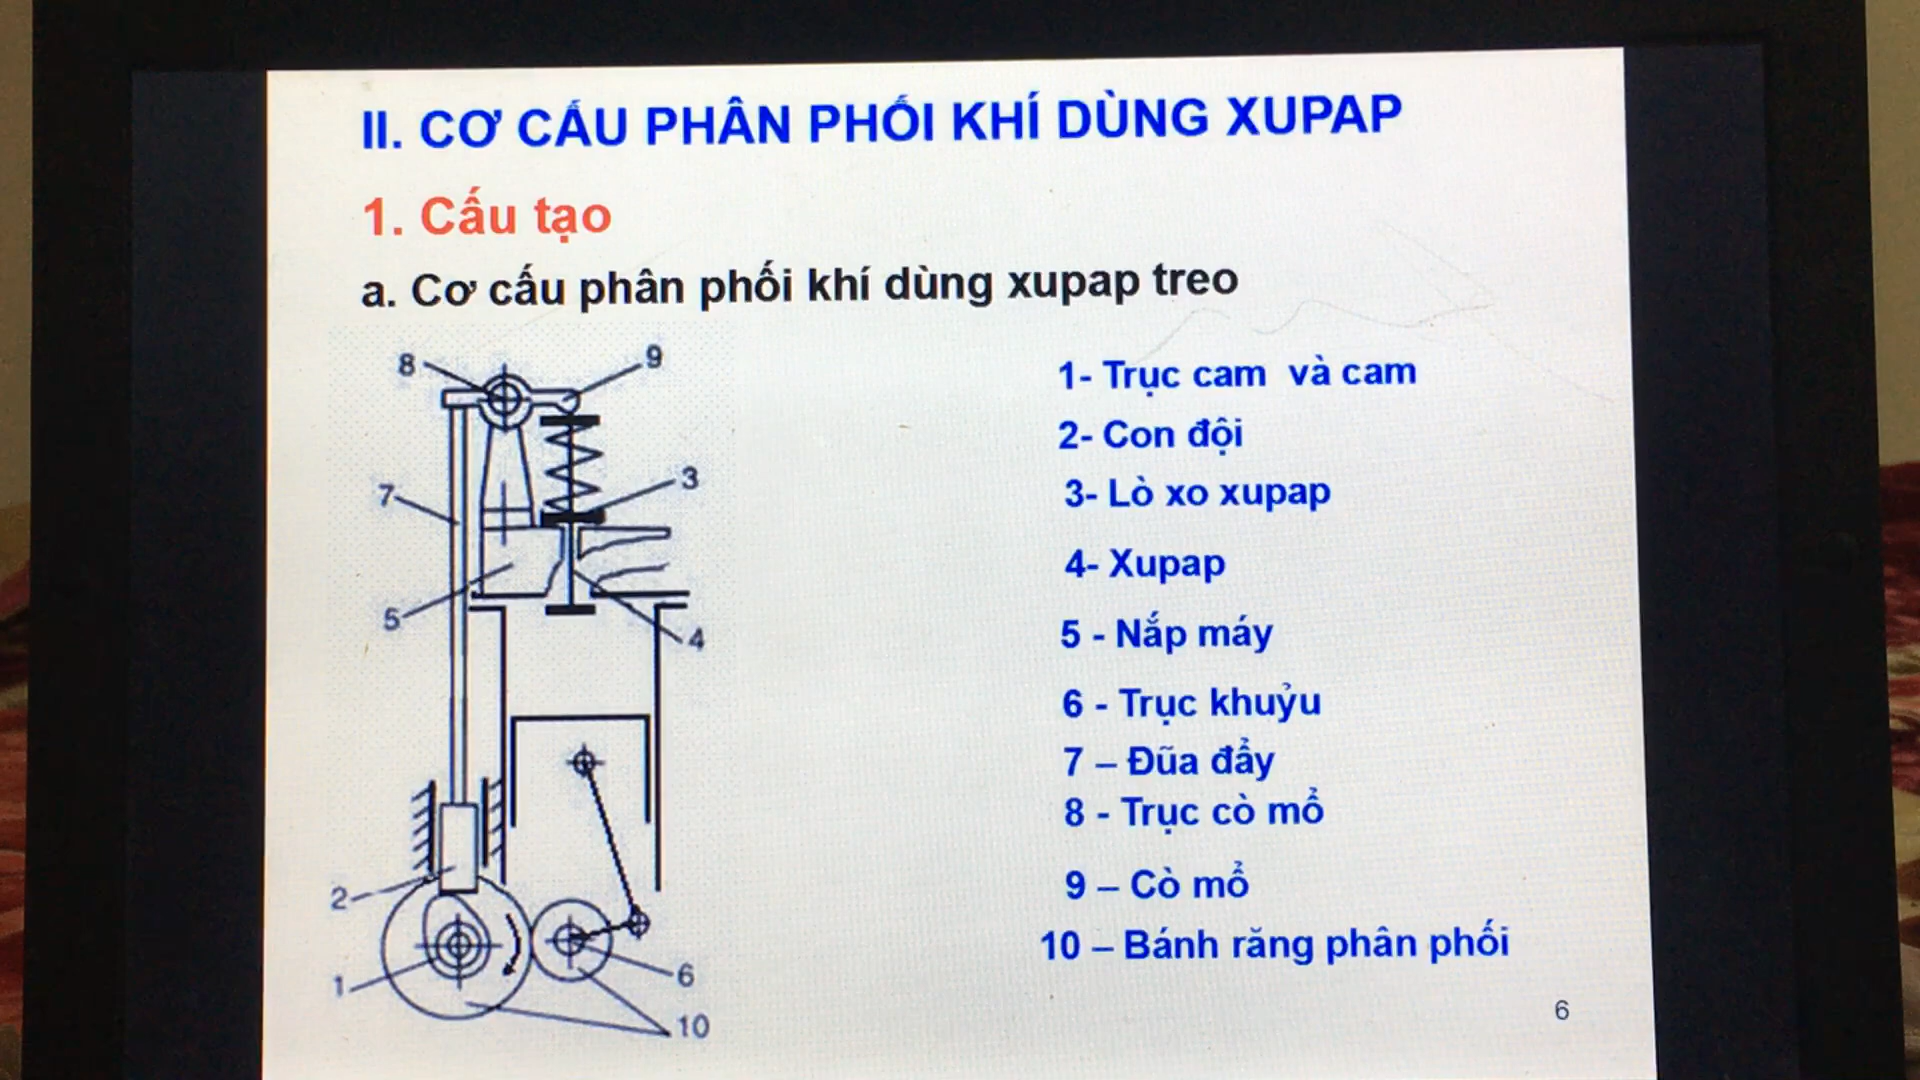 II. CƠ CẤU PHÂN PHỐI KHÍ DÙNG XUPAP
1. Cấu tạo
a. Cơ cấu phân phối khí dùng xupap treo
8
9
7
3
5
4
2
1
6
10
1- Trục cam và cam
2- Con đội
3- Lò xo xupap
4- Xupap
5 - Nắp máy
6 - Trục khuỷu
7 – Đũa đẩy
8 - Trục cò mổ
9 – Cò mổ
10 – Bánh răng phân phối
6